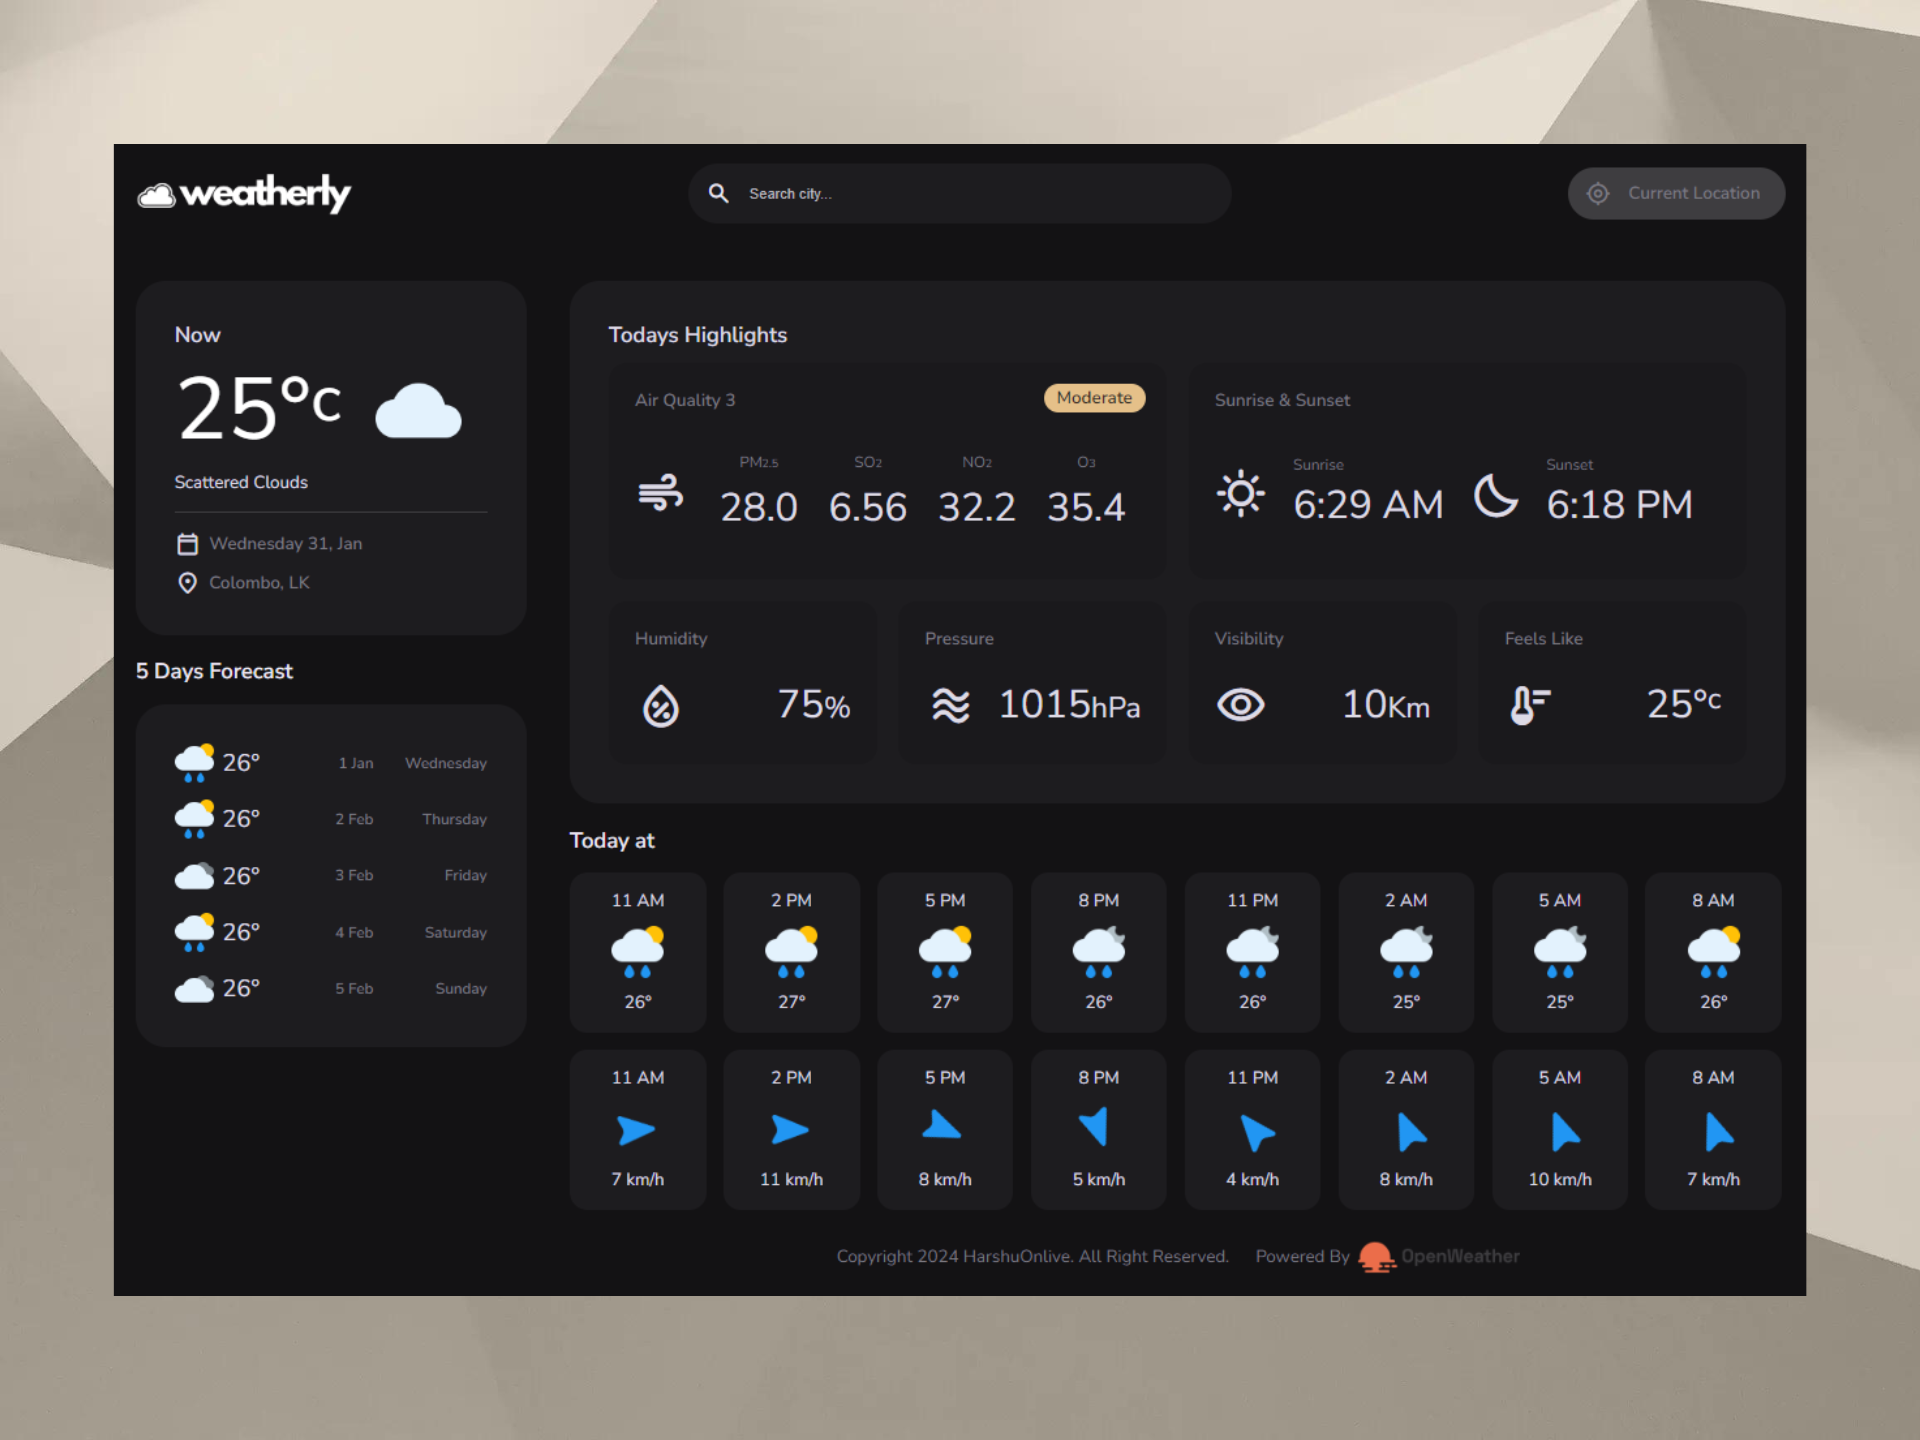 weatherly
Search city...
Current Location
Now
25°c
Scattered Clouds
Wednesday 31, Jan
Colombo, LK
5 Days Forecast
26° 1 Jan Wednesday
26° 2 Feb Thursday
26° 3 Feb Friday
26° 4 Feb Saturday
26° 5 Feb Sunday
Todays Highlights
Air Quality 3 Moderate
PM2.5 SO2 NO2 O3
28.0 6.56 32.2 35.4
Sunrise & Sunset
Sunrise Sunset
6:29 AM 6:18 PM
Humidity
75%
Pressure
1015hPa
Visibility
10Km
Feels Like
25°c
Today at
11 AM 2 PM 5 PM 8 PM 11 PM 2 AM 5 AM 8 AM
26° 27° 27° 26° 26° 25° 25° 26°
11 AM 2 PM 5 PM 8 PM 11 PM 2 AM 5 AM 8 AM
7 km/h 11 km/h 8 km/h 5 km/h 4 km/h 8 km/h 10 km/h 7 km/h
Copyright 2024 HarshuOnlive. All Right Reserved. Powered By OpenWeather